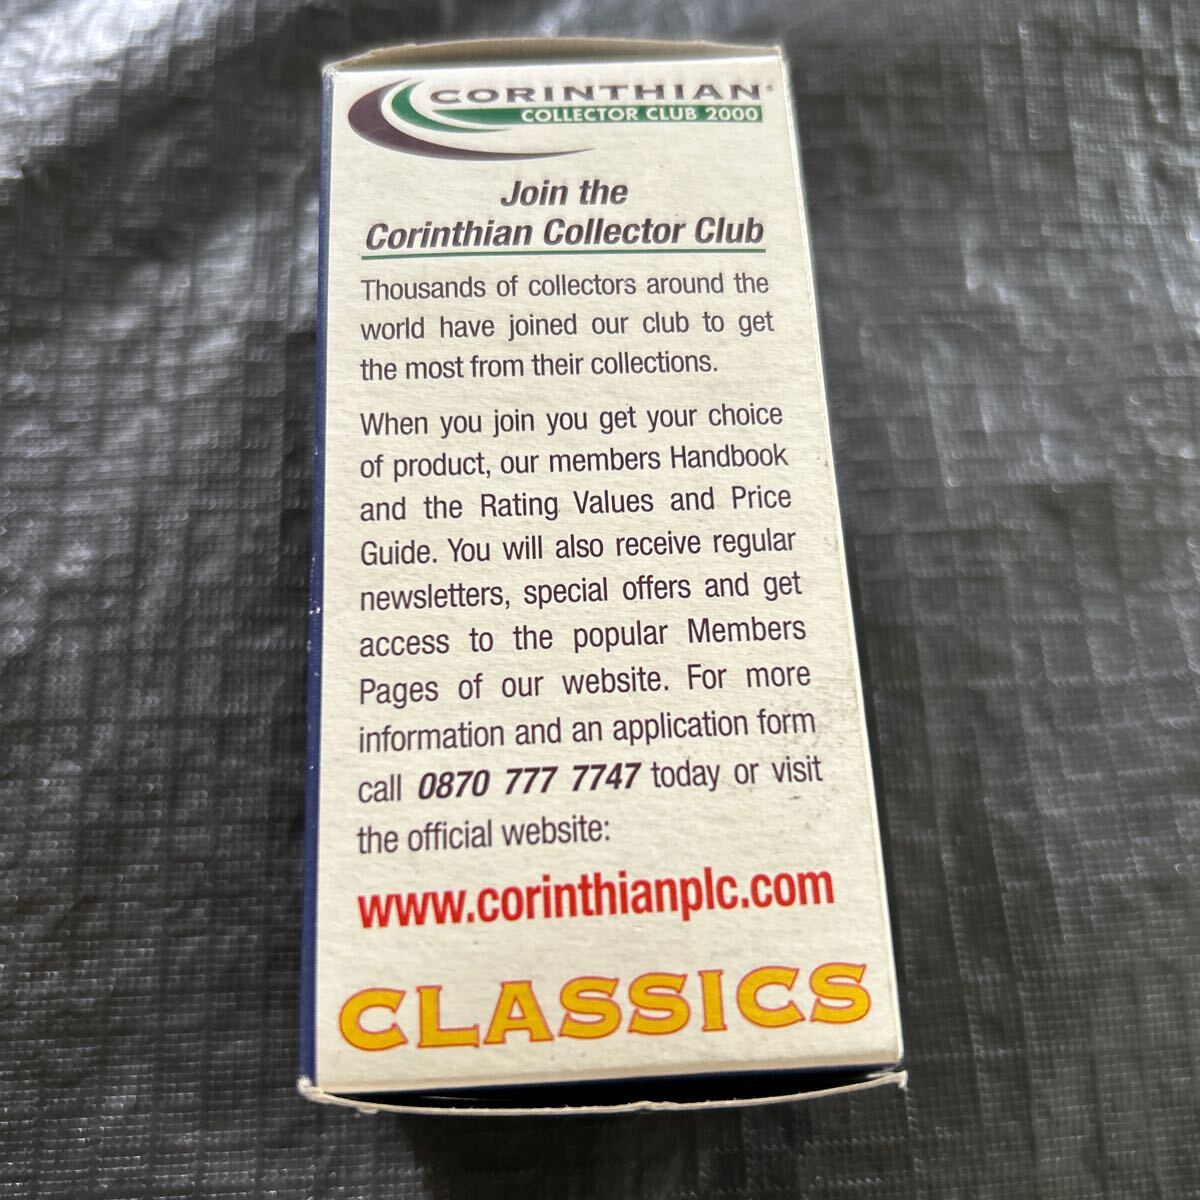 CORINTHIAN®
COLLECTOR CLUB 2000
Join the
Corinthian Collector Club
Thousands of collectors around the
world have joined our club to get
the most from their collections.
When you join you get your choice
of product, our members Handbook
and the Rating Values and Price
Guide. You will also receive regular
newsletters, special offers and get
access to the popular Members
Pages of our website. For more
information and an application form
call 0870 777 7747 today or visit
the official website:
www.corinthianplc.com
CLASSICS